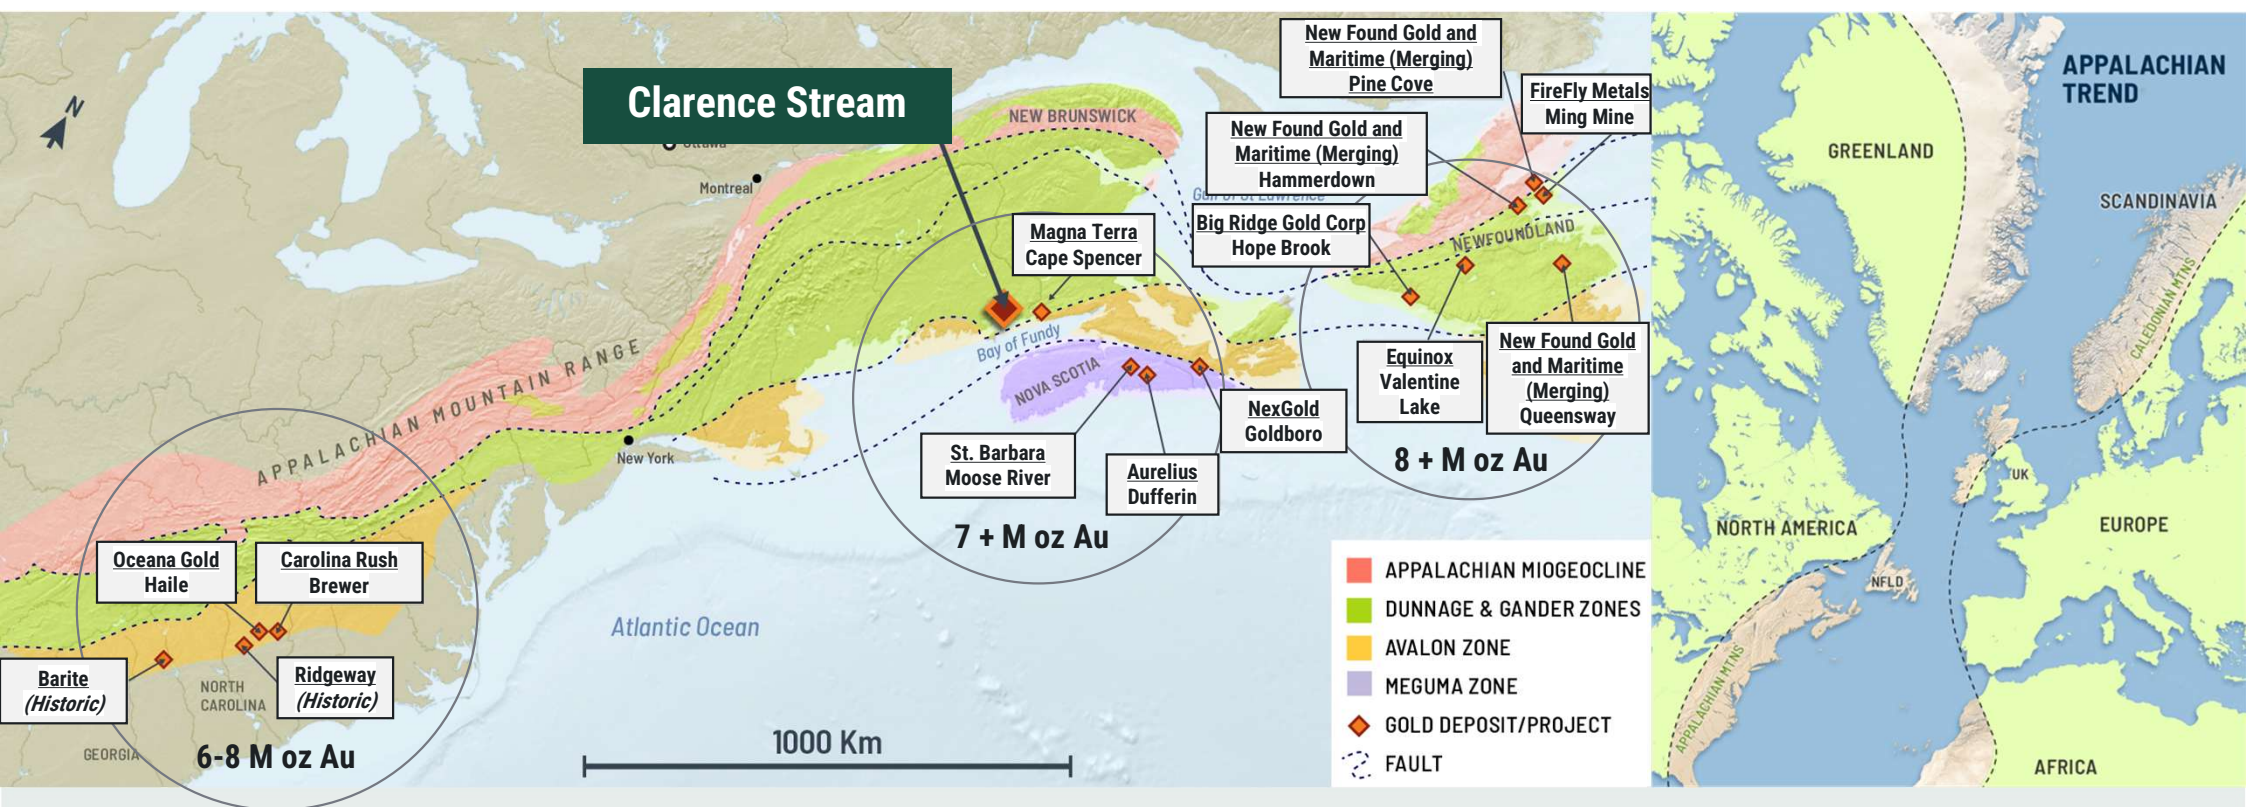 New Found Gold and
Maritime (Merging)
Pine Cove
FireFly Metals
Ming Mine
New Found Gold and
Maritime (Merging)
Hammerdown
Big Ridge Gold Corp
Hope Brook
Clarence Stream
N
Ottawa
Montreal
NEW BRUNSWICK
Gulf of St Lawrence
NEWFOUNDLAND
Magna Terra
Cape Spencer
Bay of Fundy
NOVA SCOTIA
APPALACHIAN MOUNTAIN RANGE
New York
Equinox
Valentine
Lake
New Found Gold
and Maritime
(Merging)
Queensway
NexGold
Goldboro
St. Barbara
Moose River
Aurelius
Dufferin
8 + M oz Au
7 + M oz Au
Oceana Gold
Haile
Carolina Rush
Brewer
Barite
(Historic)
Ridgeway
(Historic)
NORTH
CAROLINA
GEORGIA
6-8 M oz Au
Atlantic Ocean
1000 Km
APPALACHIAN MIOGEOCLINE
DUNNAGE & GANDER ZONES
AVALON ZONE
MEGUMA ZONE
GOLD DEPOSIT/PROJECT
FAULT
APPALACHIAN
TREND
GREENLAND
SCANDINAVIA
CALEDONIAN MTNS
UK
NORTH AMERICA
EUROPE
NFLD
APPALACHIAN MTNS
AFRICA